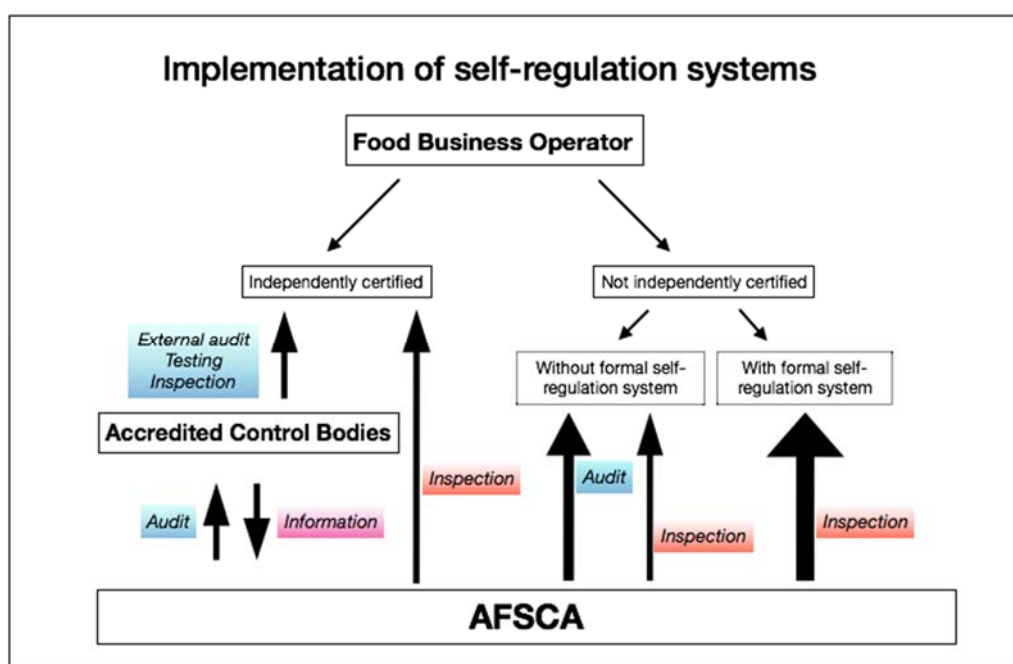 Implementation of self-regulation systems
Food Business Operator
Independently certified
Not independently certified
External audit
Testing
Inspection
Without formal self-
regulation system
With formal self-
regulation system
Accredited Control Bodies
Inspection
Audit
Audit
Information
Inspection
Inspection
AFSCA